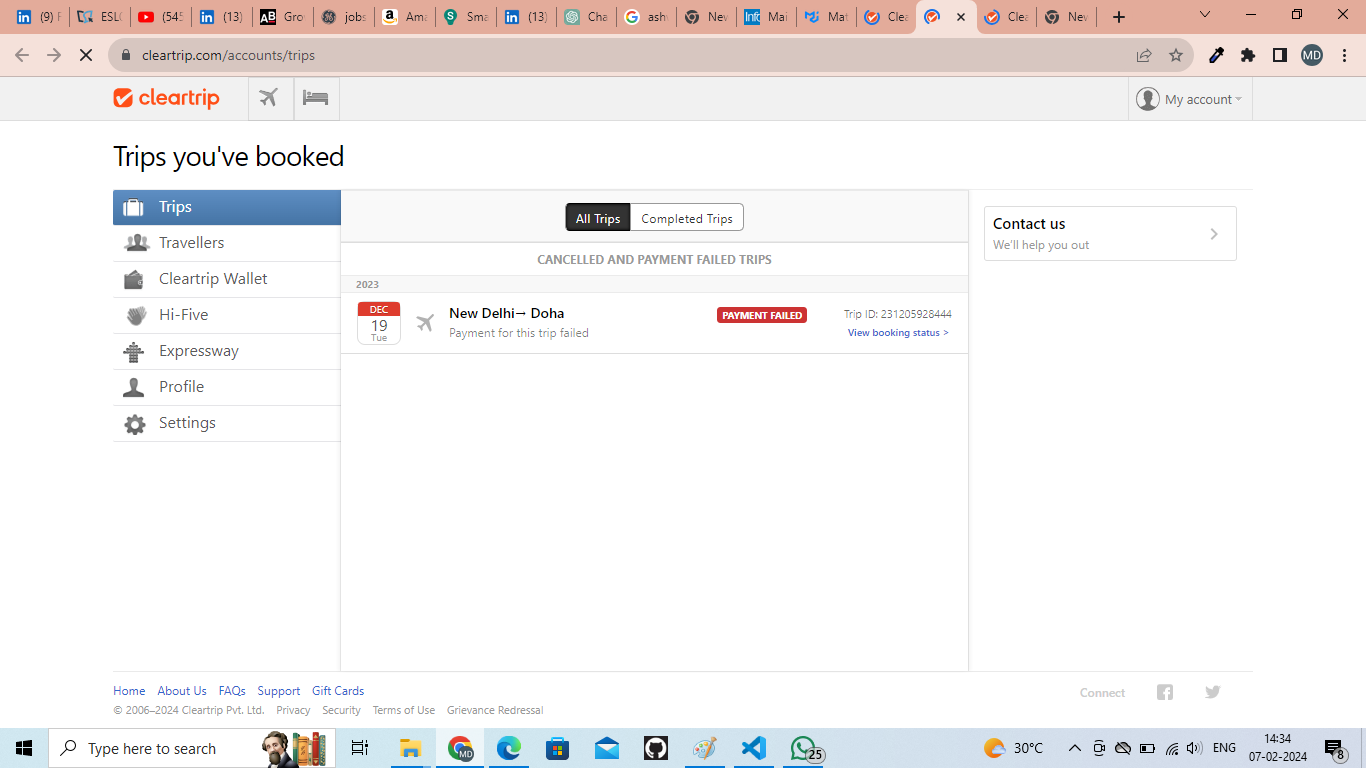 (9) F
ESLC
(545
(13)
Gro
jobs
Ama
Sma
(13)
Cha
ash
Nev
Mai
Mat
Clea
Clea
Nev
cleartrip.com/accounts/trips
MD
cleartrip
My account
Trips you've booked
Trips
Travellers
Cleartrip Wallet
Hi-Five
Expressway
Profile
Settings
All Trips Completed Trips
CANCELLED AND PAYMENT FAILED TRIPS
2023
DEC
19
Tue
New Delhi→ Doha
Payment for this trip failed
PAYMENT FAILED
Trip ID: 231205928444
View booking status >
Contact us
We'll help you out
Home About Us FAQs Support Gift Cards
© 2006–2024 Cleartrip Pvt. Ltd. Privacy Security Terms of Use Grievance Redressal
Connect
Type here to search
MD
25
30°C
ENG
14:34
07-02-2024
8